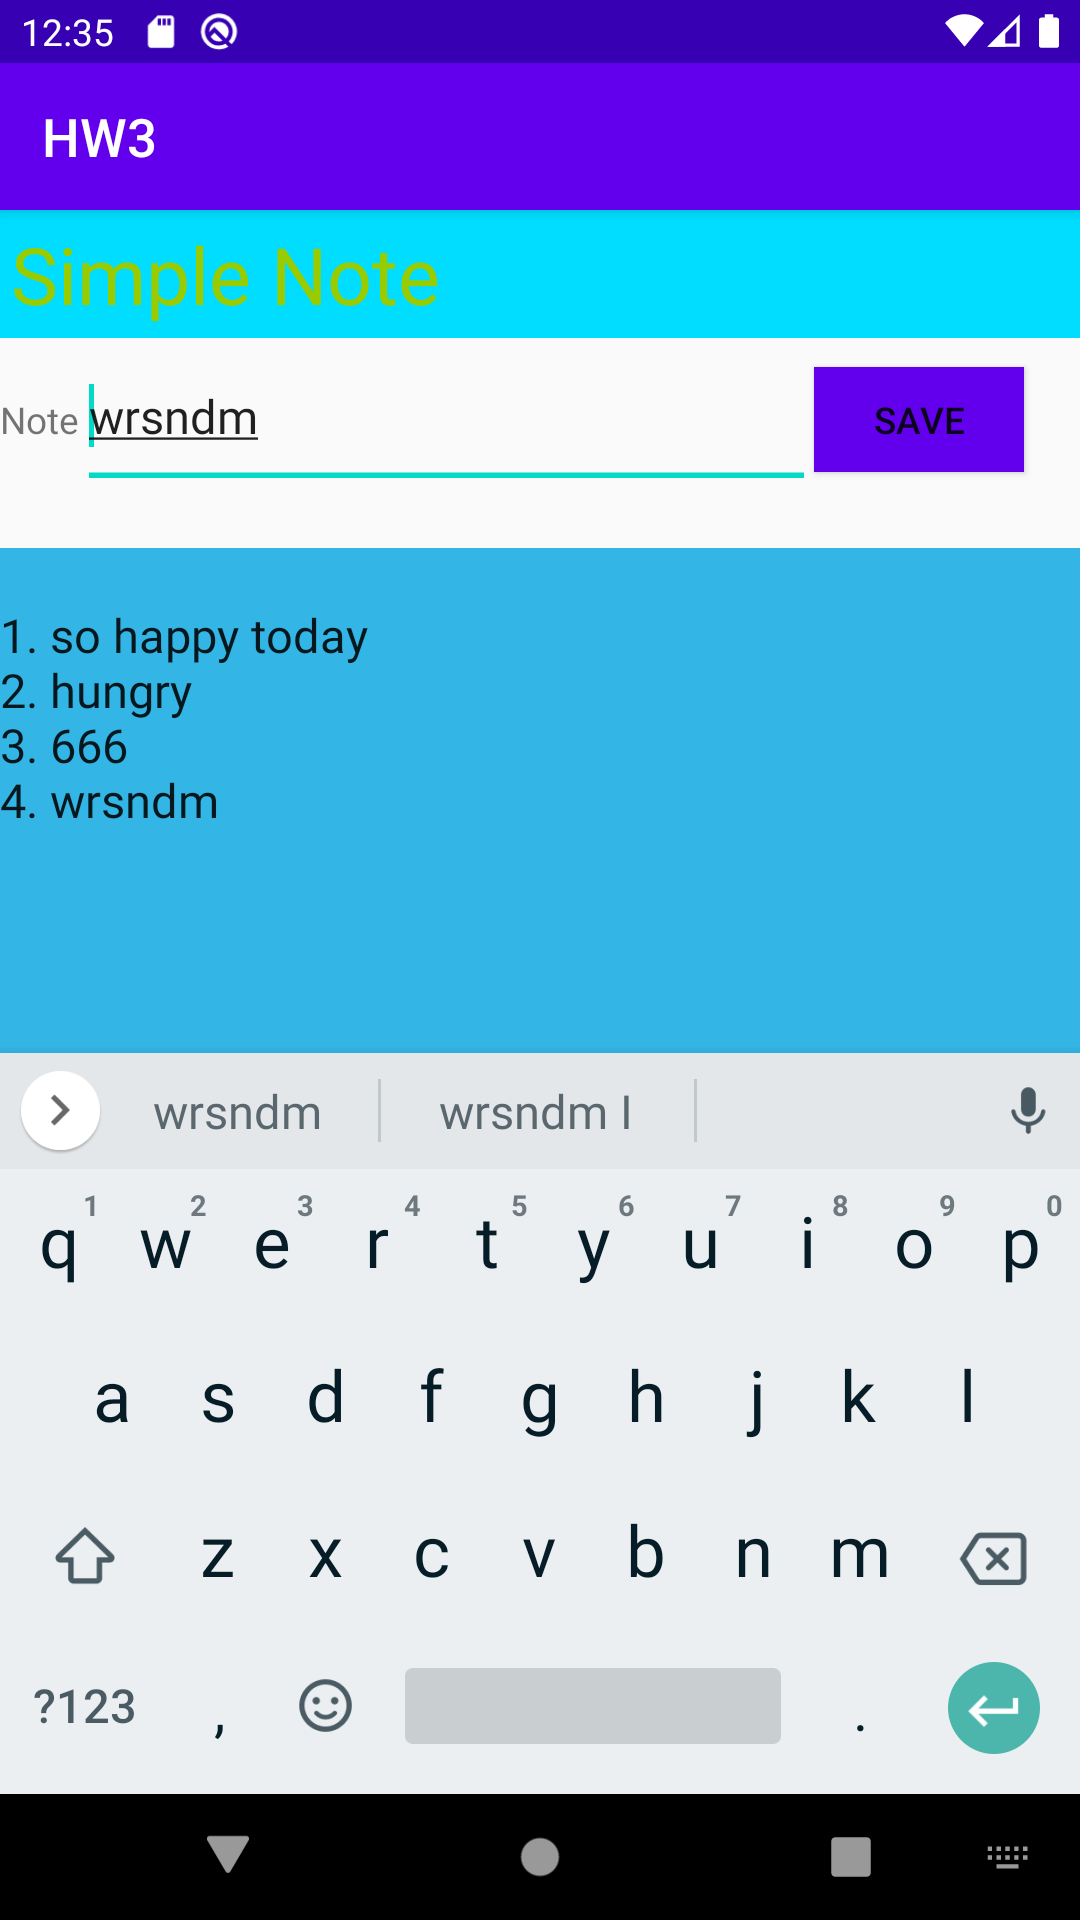 12:35
HW3
Simple Note
Note wrsndm SAVE
1. so happy today
2. hungry
3. 666
4. wrsndm
wrsndm wrsndm I
1 2 3 4 5 6 7 8 9 0
q w e r t y u i o p
a s d f g h j k l
z x c v b n m
?123 , .